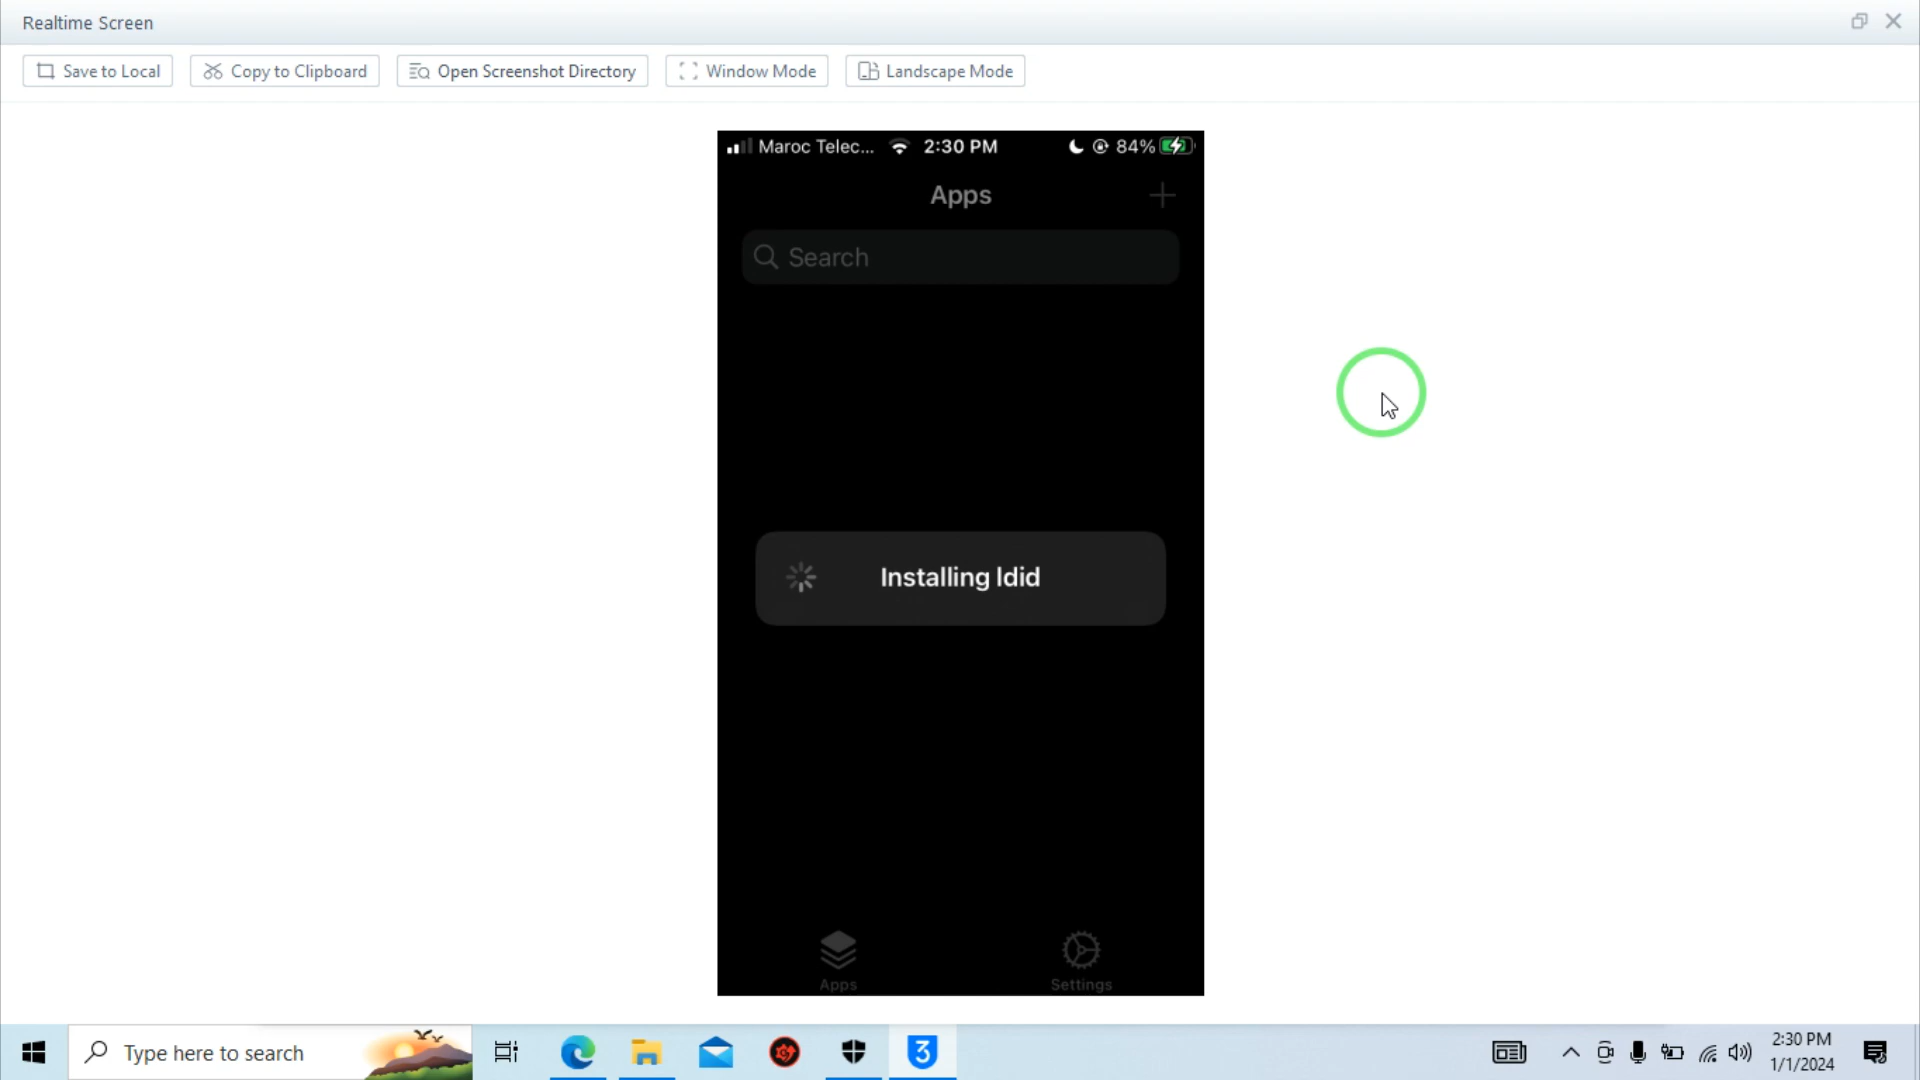 Realtime Screen
Save to Local Copy to Clipboard Open Screenshot Directory Window Mode Landscape Mode
Maroc Telec... 2:30 PM 84%
Apps
Search
Installing ldid
Apps Settings
Type here to search
3
2:30 PM
1/1/2024